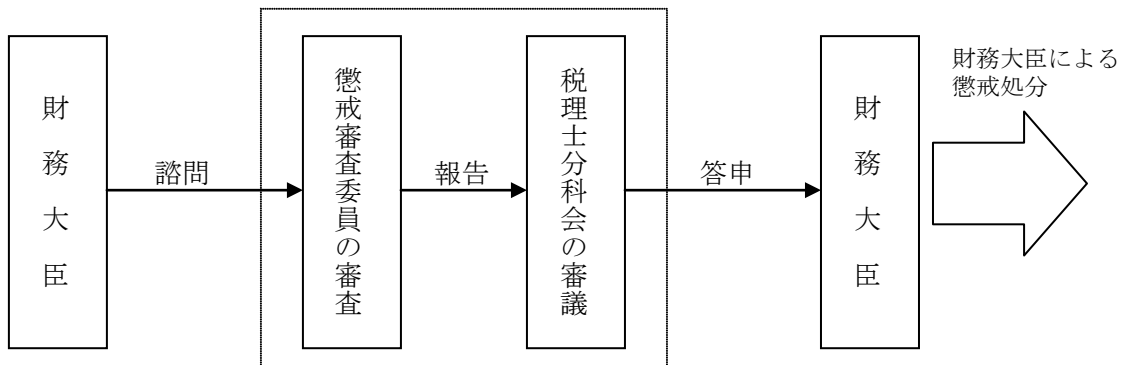 財務大臣
諮問
懲戒審査委員の審査
報告
税理士分科会の審議
答申
財務大臣
財務大臣による
懲戒処分